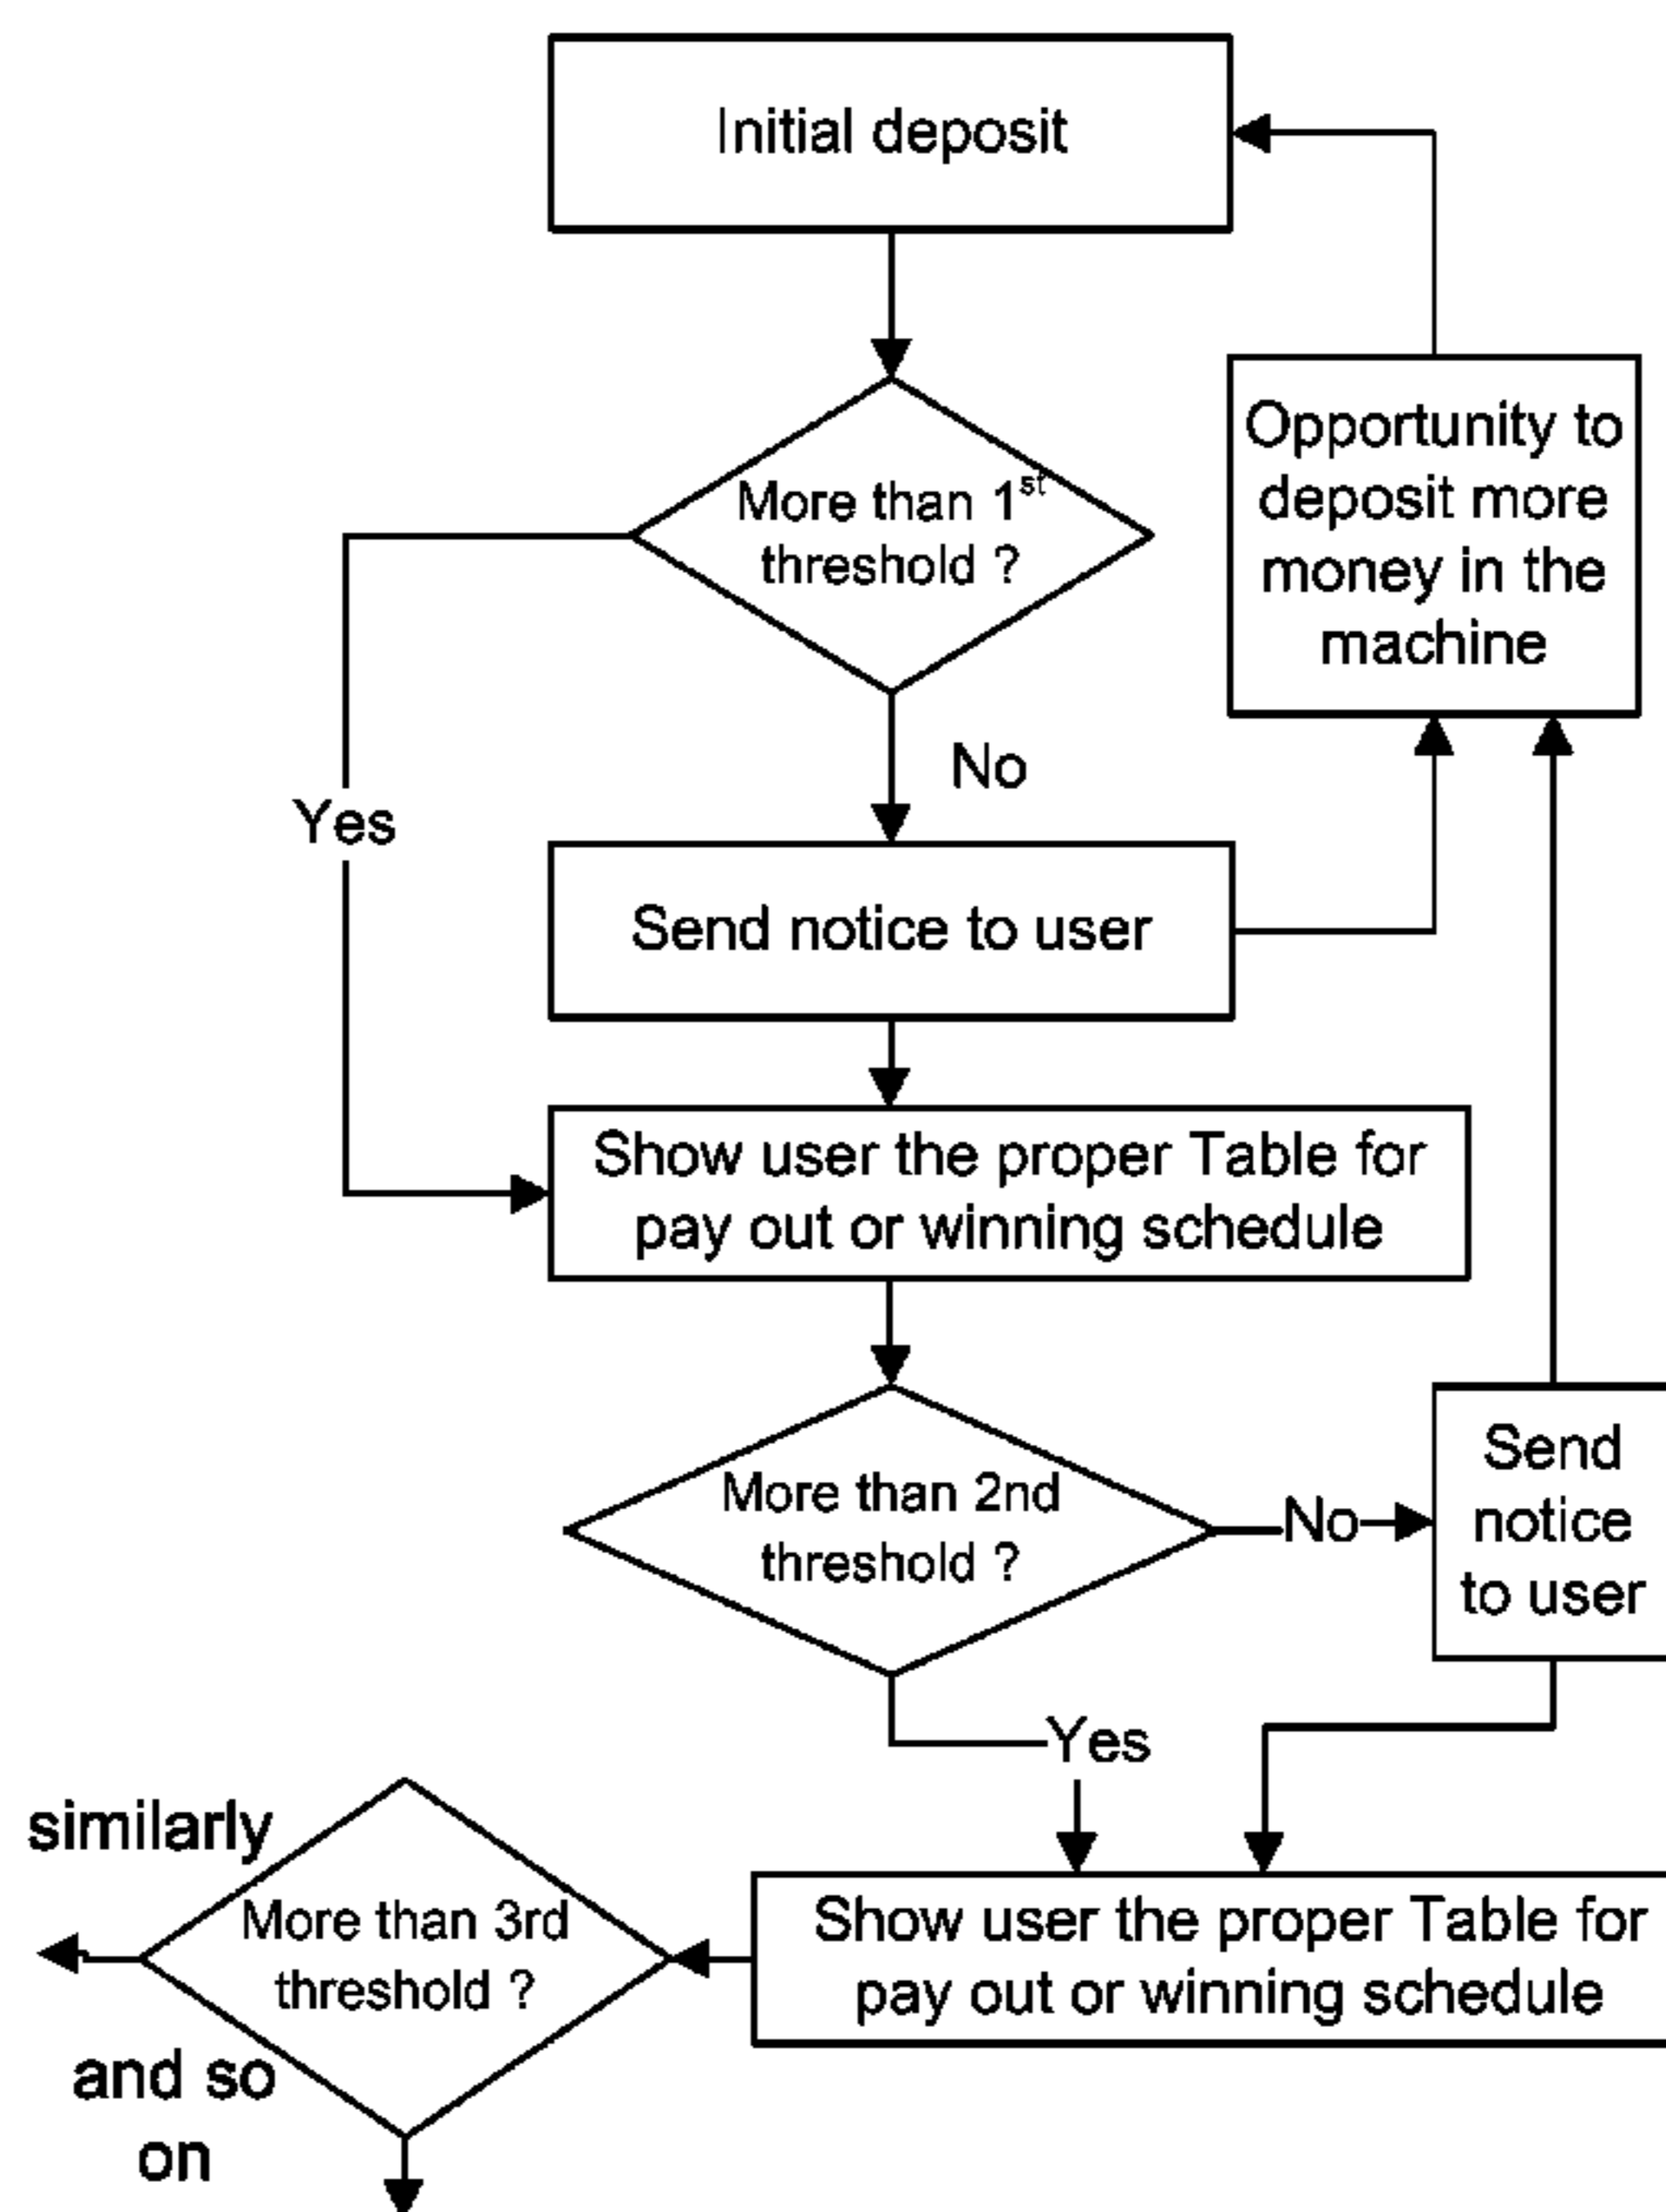 Initial deposit
Opportunity to
deposit more
money in the
machine
More than 1st
threshold ?
No
Yes
Send notice to user
Show user the proper Table for
pay out or winning schedule
More than 2nd
threshold ?
No
Send
notice
to user
Yes
similarly
More than 3rd
threshold ?
and so
on
Show user the proper Table for
pay out or winning schedule